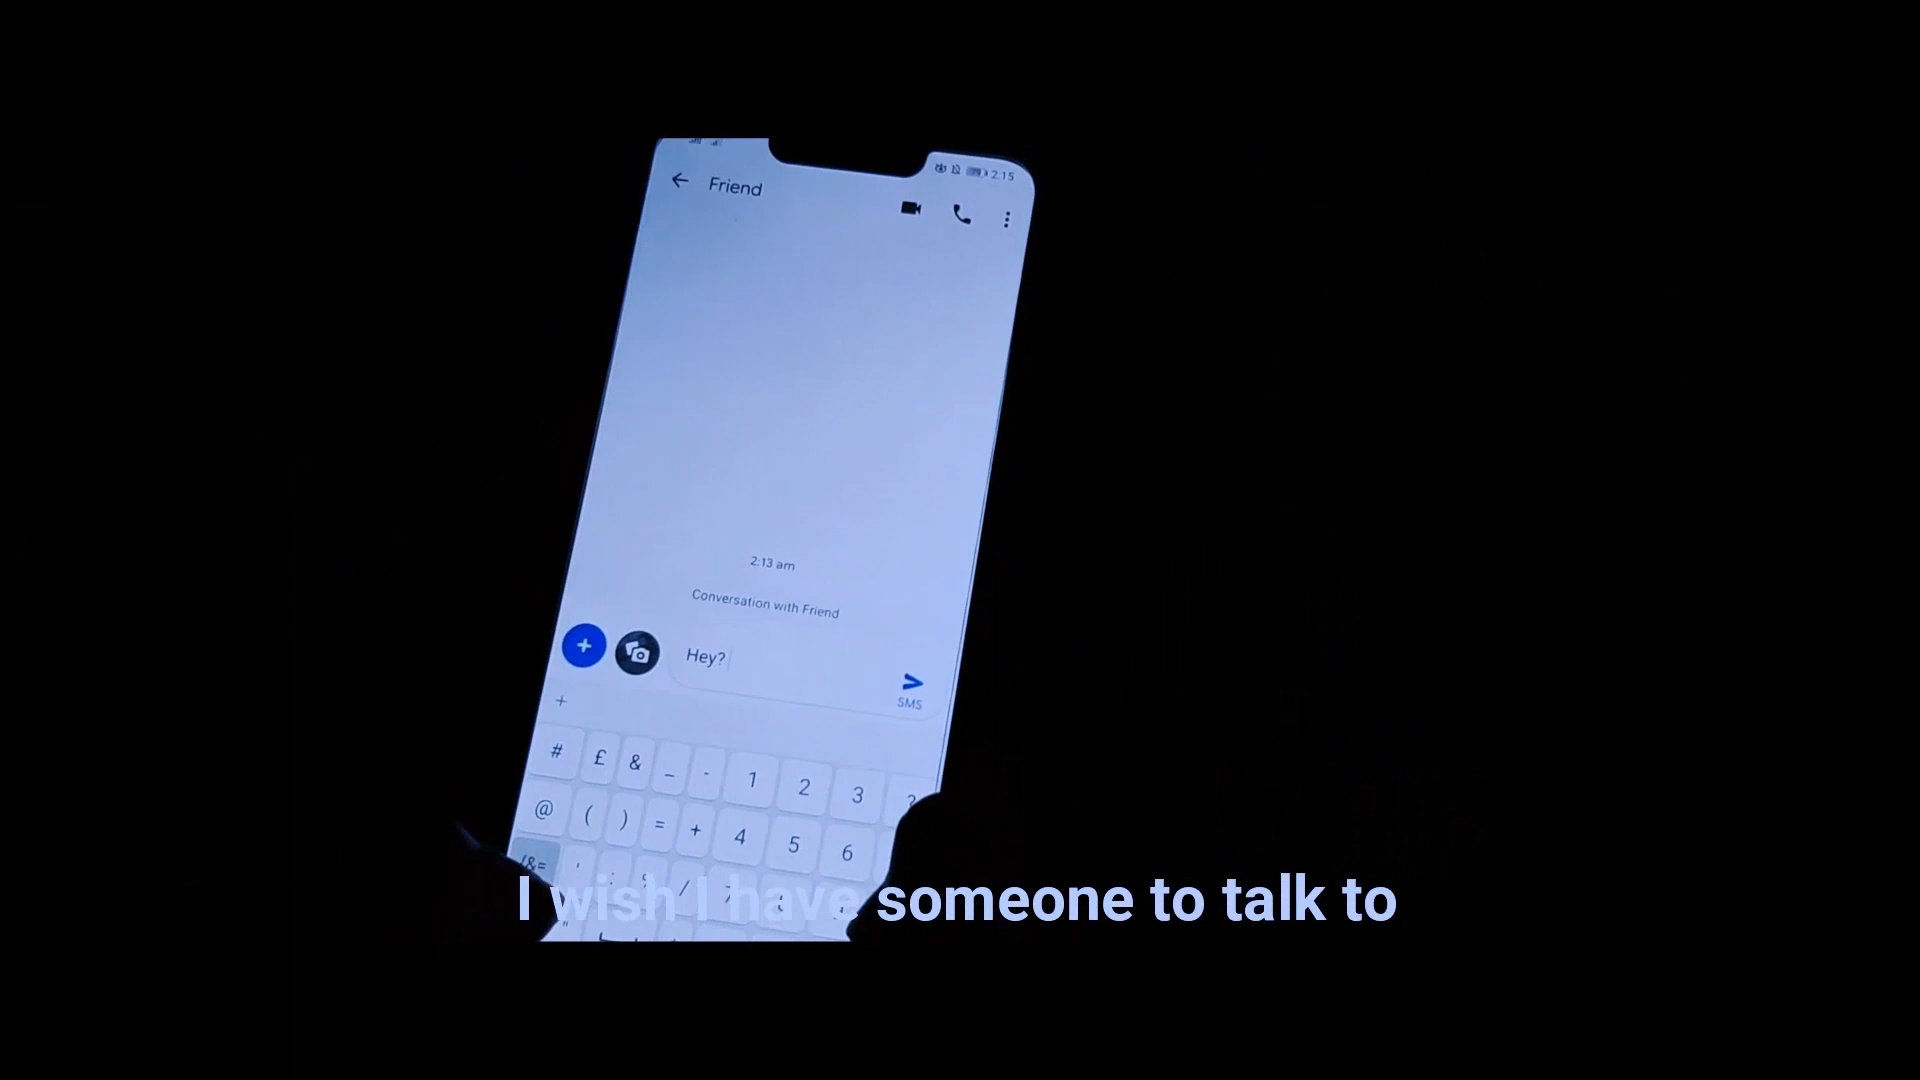 2:15
Friend
2:13 am
Conversation with Friend
Hey?
SMS
# £ & _ - 1 2 3 ?
@ ( ) = + 4 5 6
I wish I have someone to talk to